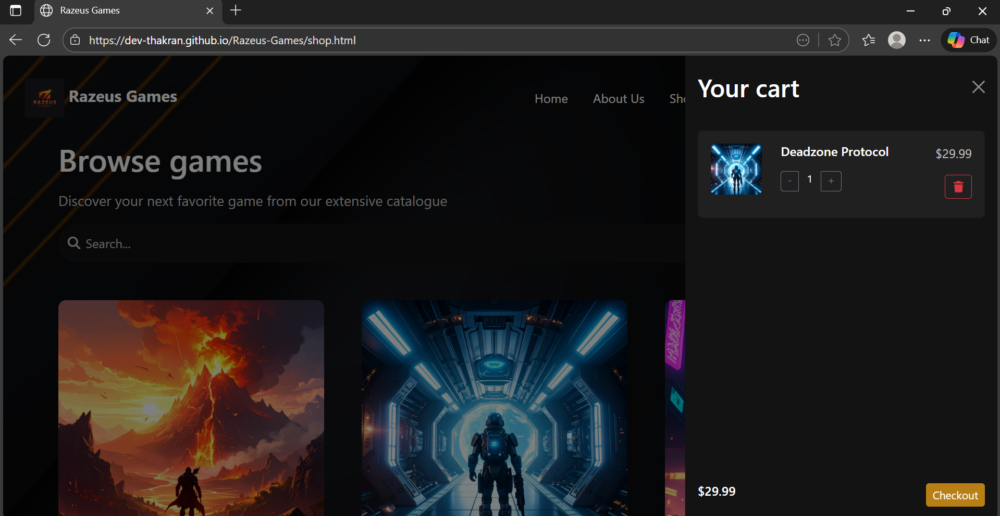 Razeus Games
https://dev-thakran.github.io/Razeus-Games/shop.html
Chat
RAZEUS
Razeus Games
Home
About Us
Browse games
Discover your next favorite game from our extensive catalogue
Search...
Your cart
Deadzone Protocol
$29.99
- 1 +
$29.99
Checkout